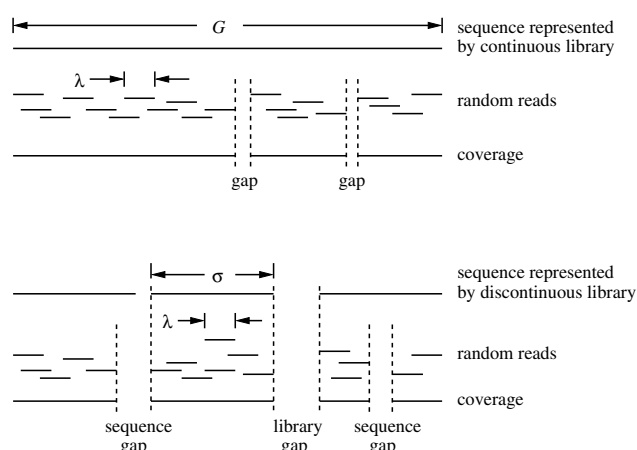 G
sequence represented
by continuous library
λ
random reads
coverage
gap
gap
σ
sequence represented
by discontinuous library
λ
random reads
coverage
sequence
gap
library
gap
sequence
gap